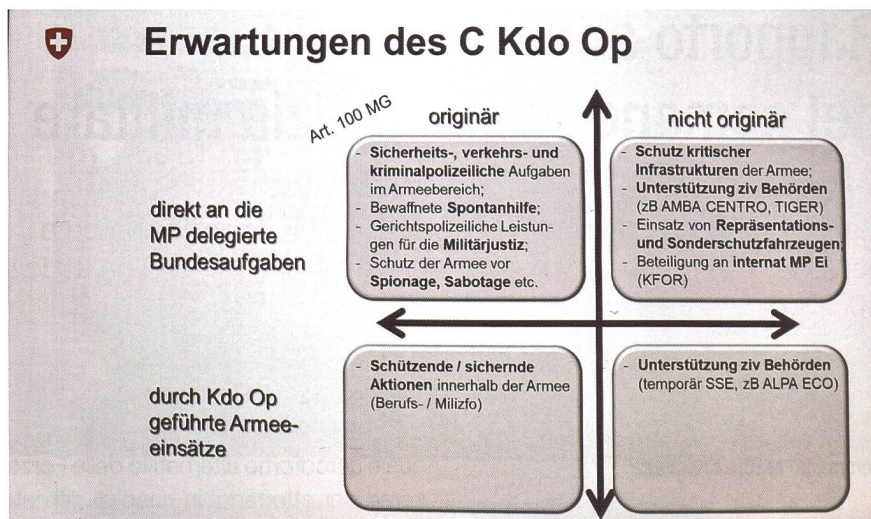 Erwartungen des C Kdo Op
Art. 100 MG
originär
nicht originär
direkt an die
MP delegierte
Bundesaufgaben
- Sicherheits-, verkehrs- und
kriminalpolizeiliche Aufgaben
im Armeebereich;
- Bewaffnete Spontanhilfe;
- Gerichtspolizeiliche Leistun-
gen für die Militärjustiz;
- Schutz der Armee vor
Spionage, Sabotage etc.
- Schutz kritischer
Infrastrukturen der Armee;
- Unterstützung ziv Behörden
(zB AMBA CENTRO, TIGER)
- Einsatz von Repräsentations-
und Sonderschutzfahrzeugen;
- Beteiligung an internat MP Ei
(KFOR)
durch Kdo Op
geführte Armee-
einsätze
- Schützende / sichernde
Aktionen innerhalb der Armee
(Berufs- / Milizfo)
- Unterstützung ziv Behörden
(temporär SSE, zB ALPA ECO)